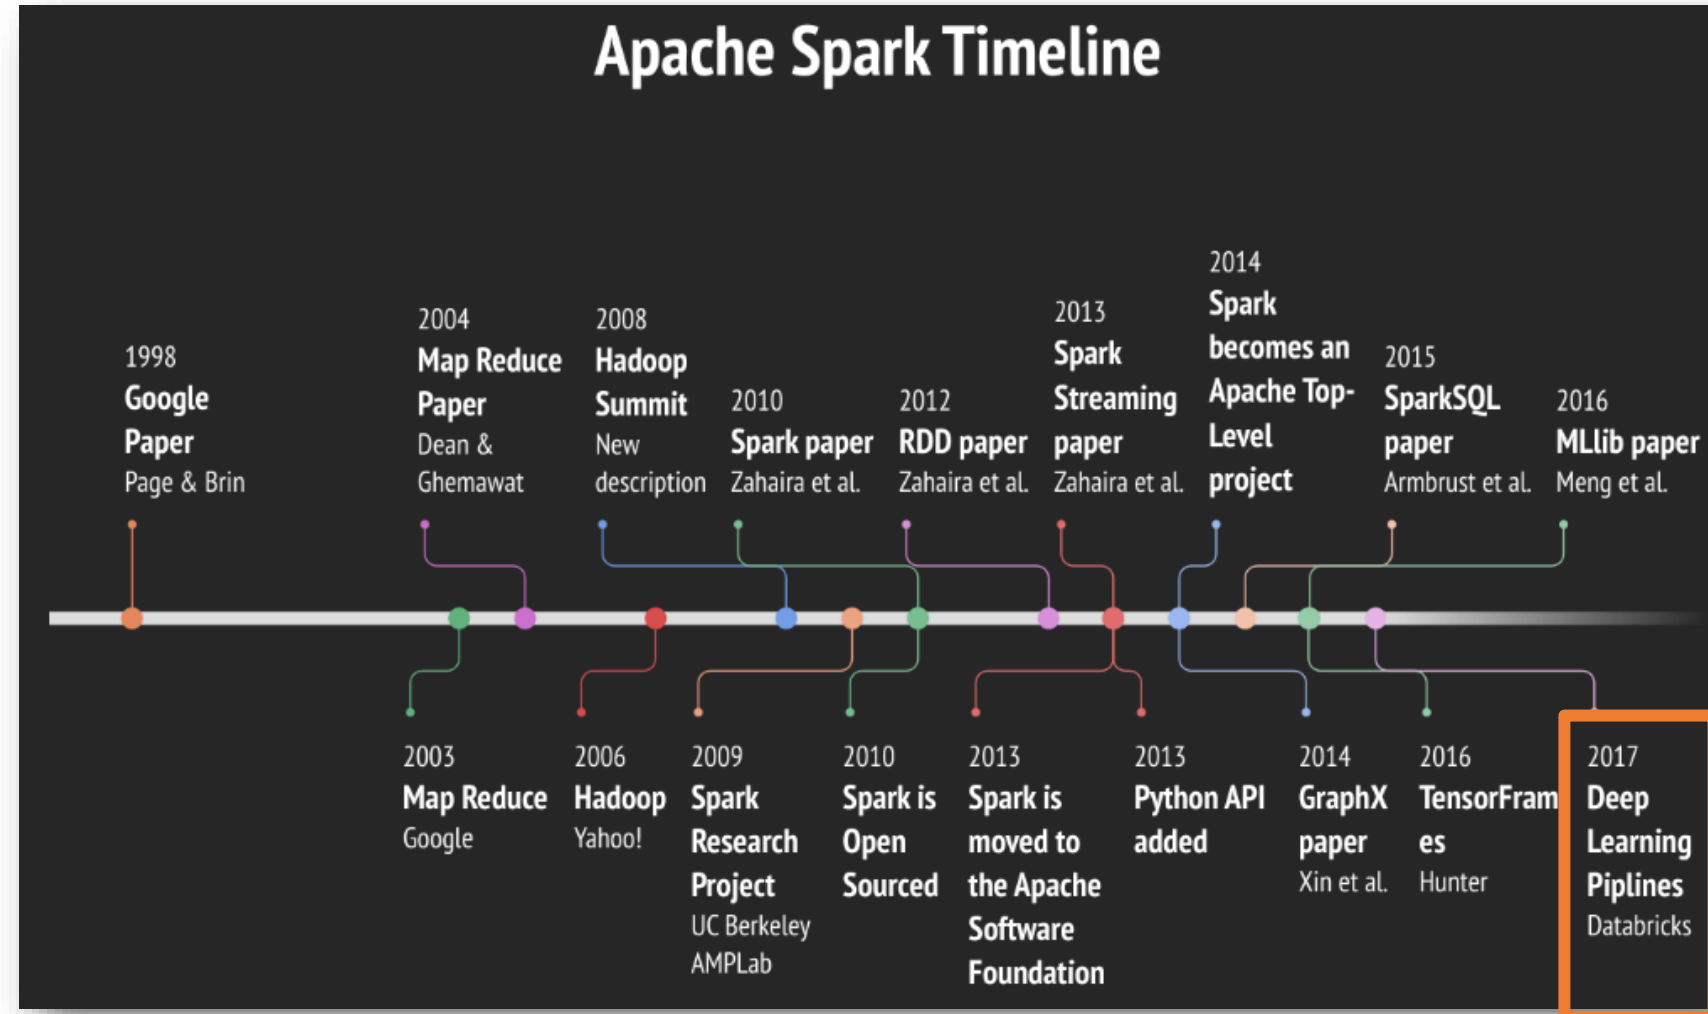 Apache Spark Timeline
1998
Google
Paper
Page & Brin
2004
Map Reduce
Paper
Dean &
Ghemawat
2008
Hadoop
Summit
New
description
2010
Spark paper
Zahaira et al.
2012
RDD paper
Zahaira et al.
2013
Spark
Streaming
paper
Zahaira et al.
2014
Spark
becomes an
Apache Top-
Level
project
2015
SparkSQL
paper
Armbrust et al.
2016
MLlib paper
Meng et al.
2003
Map Reduce
Google
2006
Hadoop
Yahoo!
2009
Spark
Research
Project
UC Berkeley
AMPLab
2010
Spark is
Open
Sourced
2013
Spark is
moved to
the Apache
Software
Foundation
2013
Python API
added
2014
GraphX
paper
Xin et al.
2016
TensorFram
es
Hunter
2017
Deep
Learning
Piplines
Databricks